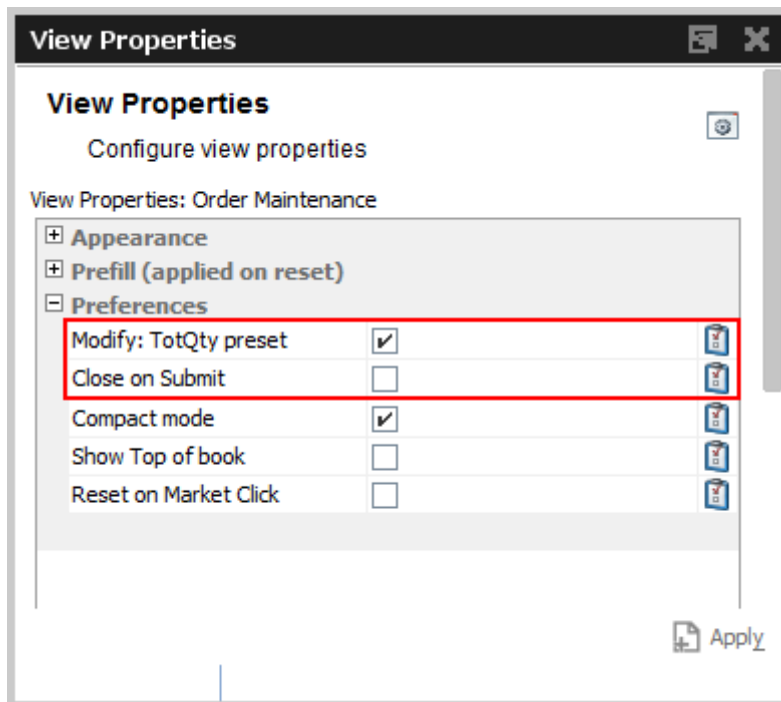 View Properties
View Properties
Configure view properties
View Properties: Order Maintenance
Appearance
Prefill (applied on reset)
Preferences
Modify: TotQty preset
Close on Submit
Compact mode
Show Top of book
Reset on Market Click
Apply